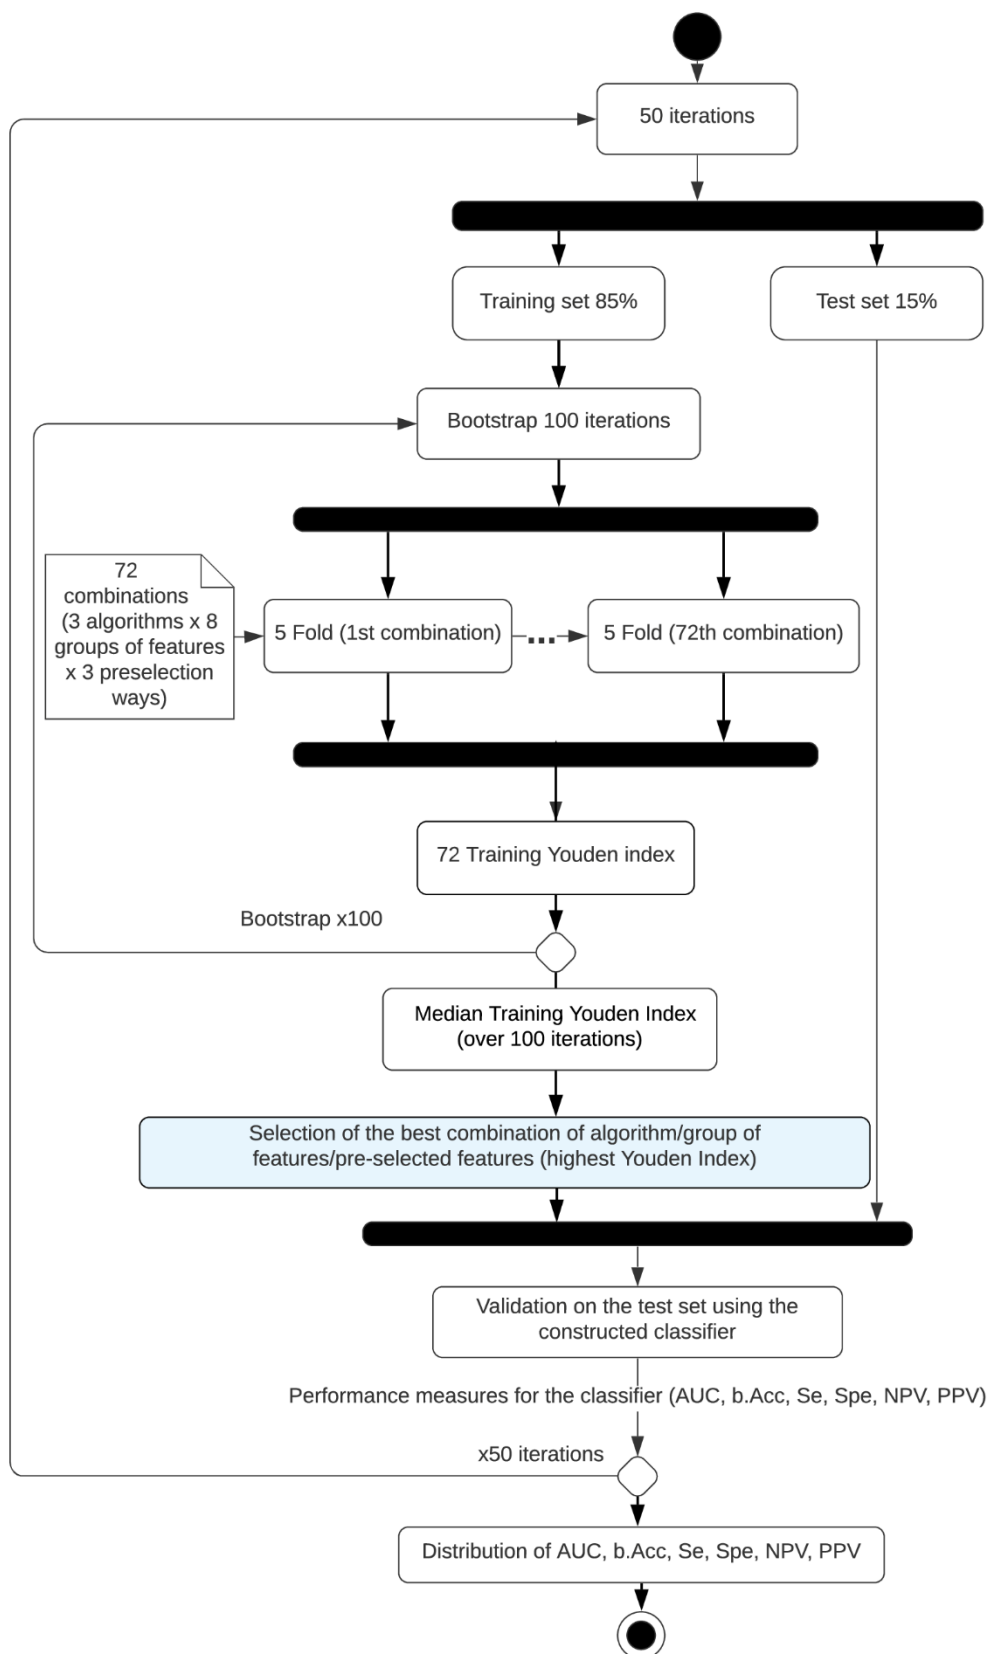 50 iterations
Training set 85%
Test set 15%
Bootstrap 100 iterations
72
combinations
(3 algorithms x 8
groups of features
x 3 preselection
ways)
5 Fold (1st combination)
...
5 Fold (72th combination)
72 Training Youden index
Bootstrap x100
Median Training Youden Index
(over 100 iterations)
Selection of the best combination of algorithm/group of
features/pre-selected features (highest Youden Index)
Validation on the test set using the
constructed classifier
Performance measures for the classifier (AUC, b.Acc, Se, Spe, NPV, PPV)
x50 iterations
Distribution of AUC, b.Acc, Se, Spe, NPV, PPV